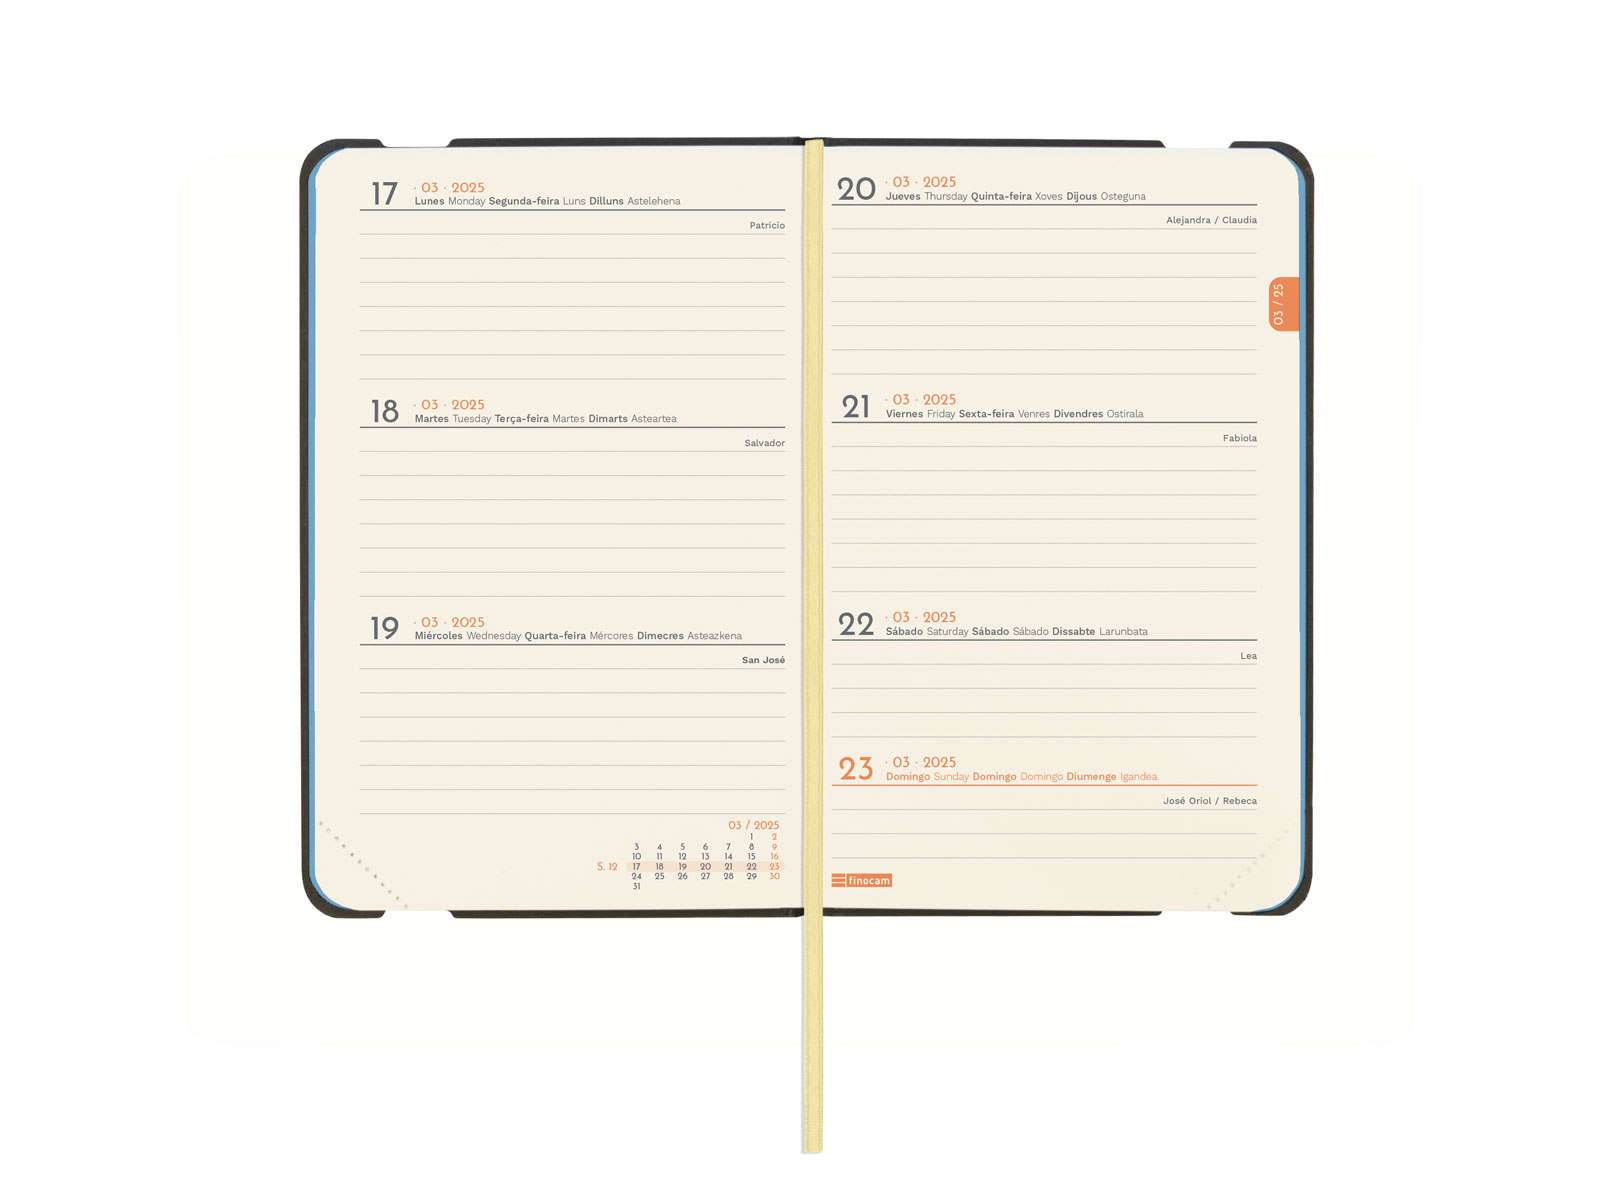 17 · 03 · 2025
Lunes Monday Segunda-feira Luns Dilluns Astelehena
Patricio
18 · 03 · 2025
Martes Tuesday Terça-feira Martes Dimarts Asteartea
Salvador
19 · 03 · 2025
Miércoles Wednesday Quarta-feira Mércores Dimecres Asteazkena
San José
03 / 2025
1 2
3 4 5 6 7 8 9
10 11 12 13 14 15 16
S. 12 17 18 19 20 21 22 23
24 25 26 27 28 29 30
31
20 · 03 · 2025
Jueves Thursday Quinta-feira Xoves Dijous Osteguna
Alejandra / Claudia
03 / 25
21 · 03 · 2025
Viernes Friday Sexta-feira Venres Divendres Ostirala
Fabiola
22 · 03 · 2025
Sábado Saturday Sábado Sábado Dissabte Larunbata
Lea
23 · 03 · 2025
Domingo Sunday Domingo Domingo Diumenge Igandea
José Oriol / Rebeca
finocam